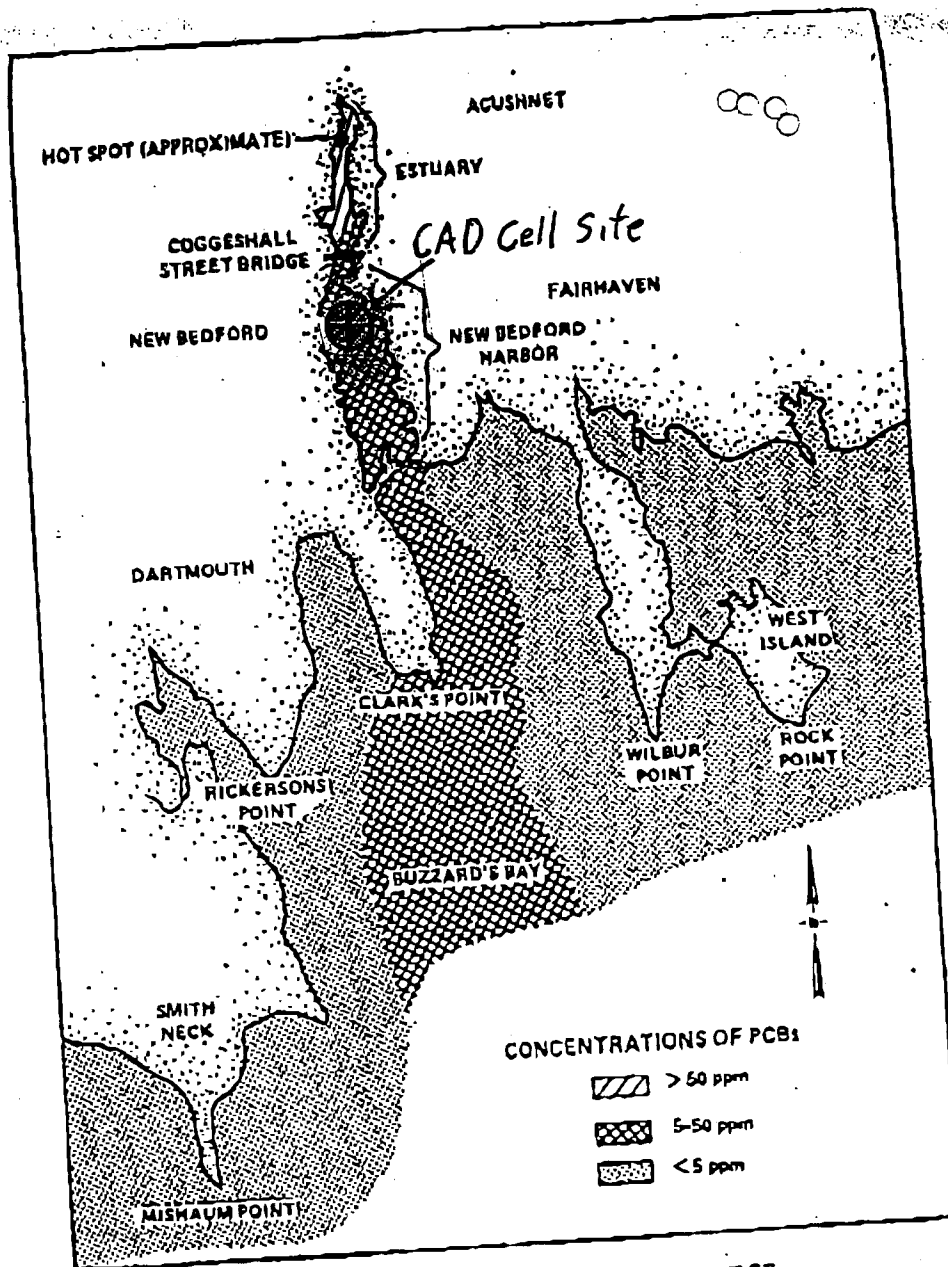 ACUSHNET
HOT SPOT (APPROXIMATE)
ESTUARY
CAD Cell Site
COGGESHALL
STREET BRIDGE
FAIRHAVEN
NEW BEDFORD
NEW BEDFORD
HARBOR
DARTMOUTH
WEST
ISLAND
CLARK'S POINT
WILBUR
POINT
ROCK
POINT
RICKERSONS
POINT
BUZZARD'S BAY
SMITH
NECK
CONCENTRATIONS OF PCBs
> 50 ppm
5-50 ppm
< 5 ppm
MISHAUM POINT